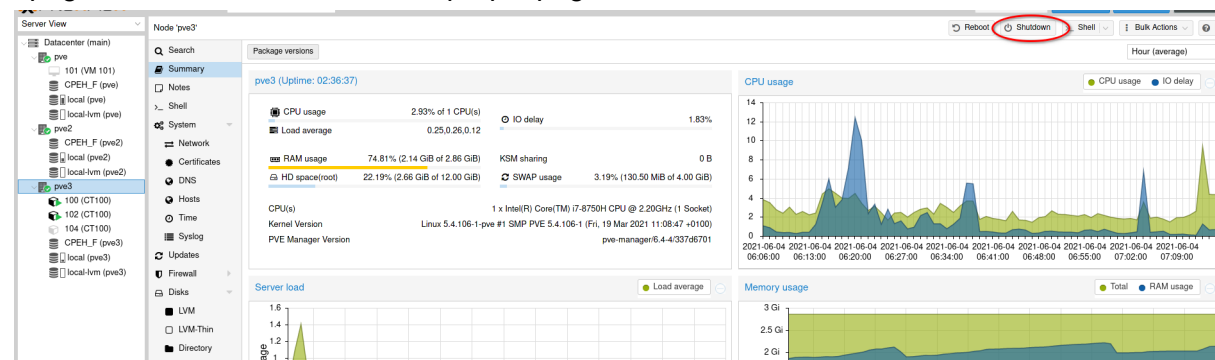 Server View
Datacenter (main)
pve
101 (VM 101)
CPEH_F (pve)
local (pve)
local-lvm (pve)
pve2
CPEH_F (pve2)
local (pve2)
local-lvm (pve2)
pve3
100 (CT100)
102 (CT100)
104 (CT100)
CPEH_F (pve3)
local (pve3)
local-lvm (pve3)
Node 'pve3'
Reboot
Shutdown
Shell
Bulk Actions
Search
Summary
Notes
Shell
System
Network
Certificates
DNS
Hosts
Time
Syslog
Updates
Firewall
Disks
LVM
LVM-Thin
Directory
Package versions
Hour (average)
pve3 (Uptime: 02:36:37)
CPU usage 2.93% of 1 CPU(s)
IO delay 1.83%
Load average 0.25,0.26,0.12
RAM usage 74.81% (2.14 GiB of 2.86 GiB)
KSM sharing 0 B
HD space(root) 22.19% (2.66 GiB of 12.00 GiB)
SWAP usage 3.19% (130.50 MiB of 4.00 GiB)
CPU(s) 1 x Intel(R) Core(TM) i7-8750H CPU @ 2.20GHz (1 Socket)
Kernel Version Linux 5.4.106-1-pve #1 SMP PVE 5.4.106-1 (Fri, 19 Mar 2021 11:08:47 +0100)
PVE Manager Version pve-manager/6.4-4/337d6701
CPU usage
CPU usage IO delay
14
12
10
8
6
4
2
0
2021-06-04 2021-06-04 2021-06-04 2021-06-04 2021-06-04 2021-06-04 2021-06-04 2021-06-04 2021-06-04 2021-06-04
06:06:00 06:13:00 06:20:00 06:27:00 06:34:00 06:41:00 06:48:00 06:55:00 07:02:00 07:09:00
Server load
Load average
1.6
1.4
1.2
1
Memory usage
Total RAM usage
3 Gi
2.5 Gi
2 Gi